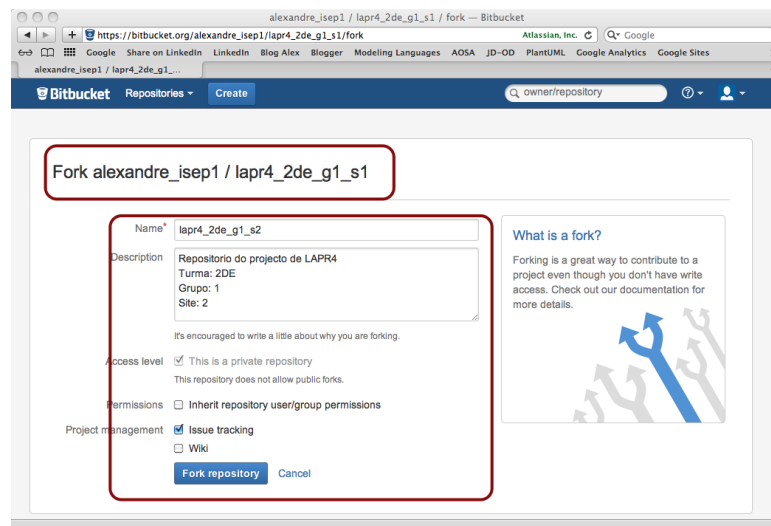 alexandre_isep1 / lapr4_2de_g1_s1 / fork — Bitbucket
https://bitbucket.org/alexandre_isep1/lapr4_2de_g1_s1/fork
Atlassian, Inc.
Google
Google Share on LinkedIn LinkedIn Blog Alex Blogger Modeling Languages AOSA JD-OD PlantUML Google Analytics Google Sites
alexandre_isep1 / lapr4_2de_g1_...
Bitbucket Repositories Create owner/repository
Fork alexandre_isep1 / lapr4_2de_g1_s1
Name* lapr4_2de_g1_s2
Description Repositorio do projecto de LAPR4
Turma: 2DE
Grupo: 1
Site: 2
It's encouraged to write a little about why you are forking.
Access level This is a private repository
This repository does not allow public forks.
Permissions Inherit repository user/group permissions
Project management Issue tracking
Wiki
Fork repository Cancel
What is a fork?
Forking is a great way to contribute to a
project even though you don't have write
access. Check out our documentation for
more details.